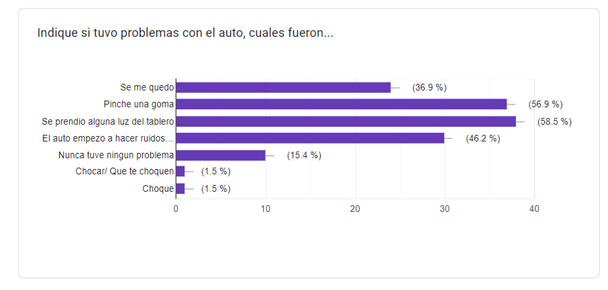 Indique si tuvo problemas con el auto, cuales fueron...
Se me quedo (36.9 %)
Pinche una goma (56.9 %)
Se prendio alguna luz del tablero (58.5 %)
El auto empezo a hacer ruidos... (46.2 %)
Nunca tuve ningun problema (15.4 %)
Chocar/ Que te choquen (1.5 %)
Choque (1.5 %)
0 10 20 30 40